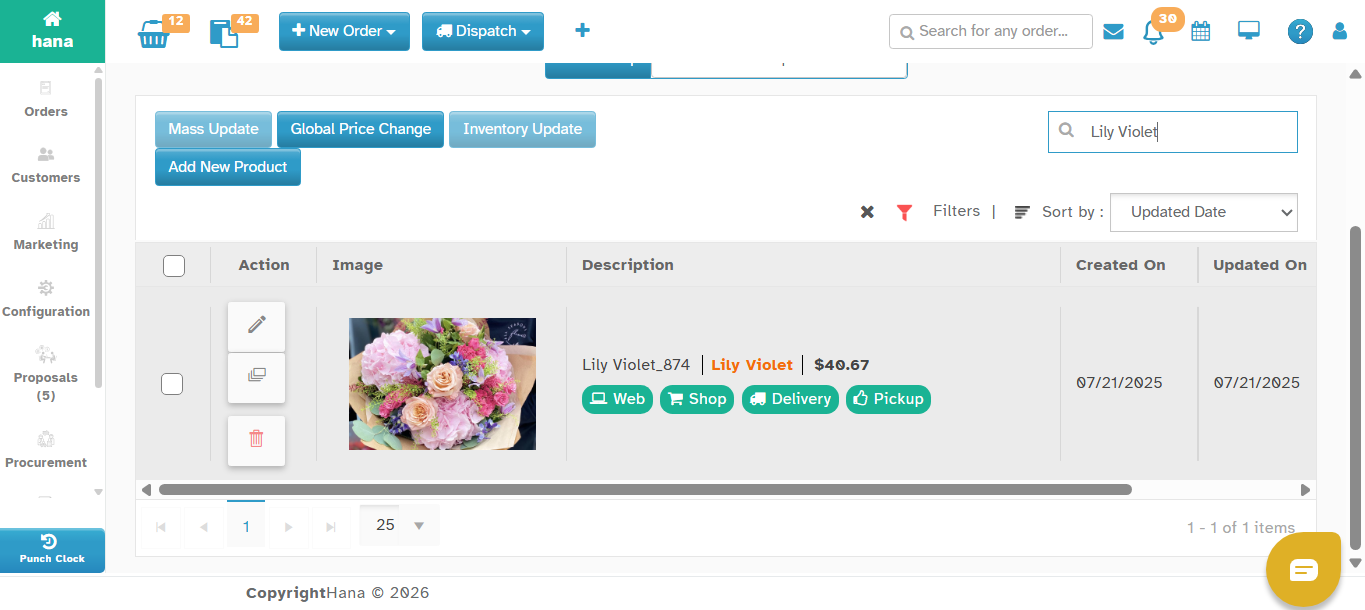 hana
12
42
New Order
Dispatch
Search for any order...
30
?
Orders
Customers
Marketing
Configuration
Proposals
(5)
Procurement
Punch Clock
Mass Update
Global Price Change
Inventory Update
Add New Product
Lily Violet
Filters |
Sort by :
Updated Date
Action
Image
Description
Created On
Updated On
Lily Violet_874
Lily Violet
$40.67
Web
Shop
Delivery
Pickup
07/21/2025
07/21/2025
1
25
1 - 1 of 1 items
CopyrightHana © 2026